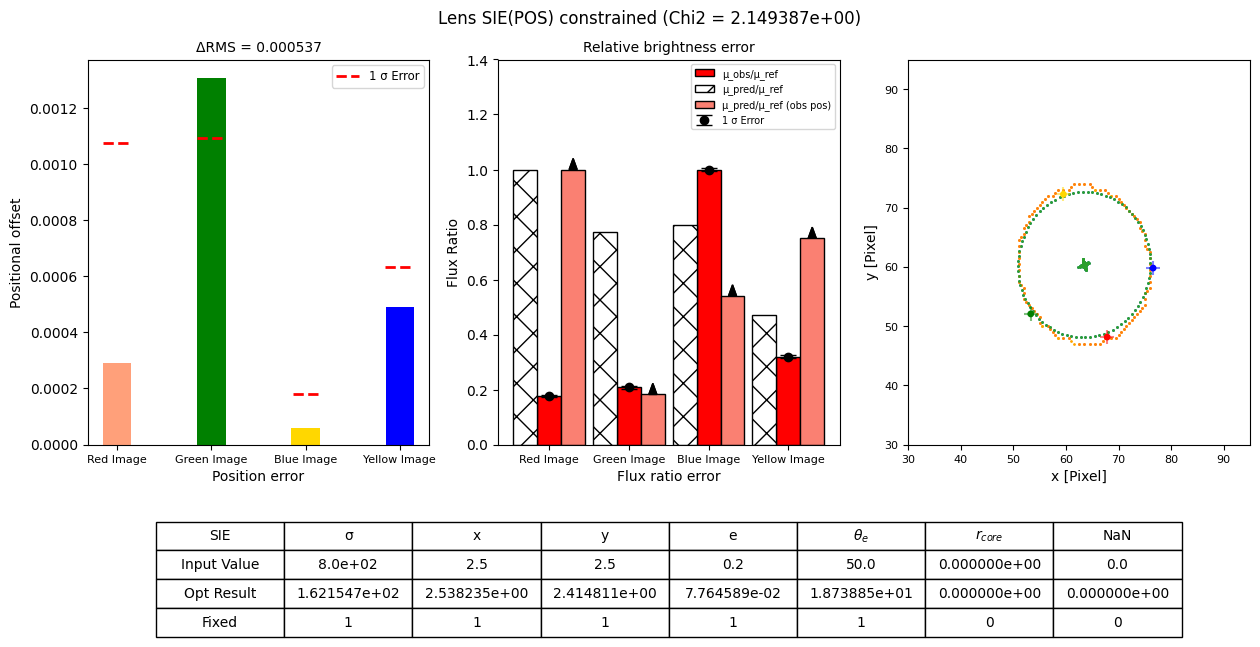 Lens SIE(POS) constrained (Chi2 = 2.149387e+00)
ΔRMS = 0.000537
Positional offset
0.0012
0.0010
0.0008
0.0006
0.0004
0.0002
0.0000
1 σ Error
Red Image Green Image Blue Image Yellow Image
Position error
Relative brightness error
Flux Ratio
1.4
1.2
1.0
0.8
0.6
0.4
0.2
0.0
μ_obs/μ_ref
μ_pred/μ_ref
μ_pred/μ_ref (obs pos)
1 σ Error
Red Image Green Image Blue Image Yellow Image
Flux ratio error
y [Pixel]
90
80
70
60
50
40
30
30 40 50 60 70 80 90
x [Pixel]
SIE σ x y e θ_e r_core NaN
Input Value 8.0e+02 2.5 2.5 0.2 50.0 0.000000e+00 0.0
Opt Result 1.621547e+02 2.538235e+00 2.414811e+00 7.764589e-02 1.873885e+01 0.000000e+00 0.000000e+00
Fixed 1 1 1 1 1 0 0